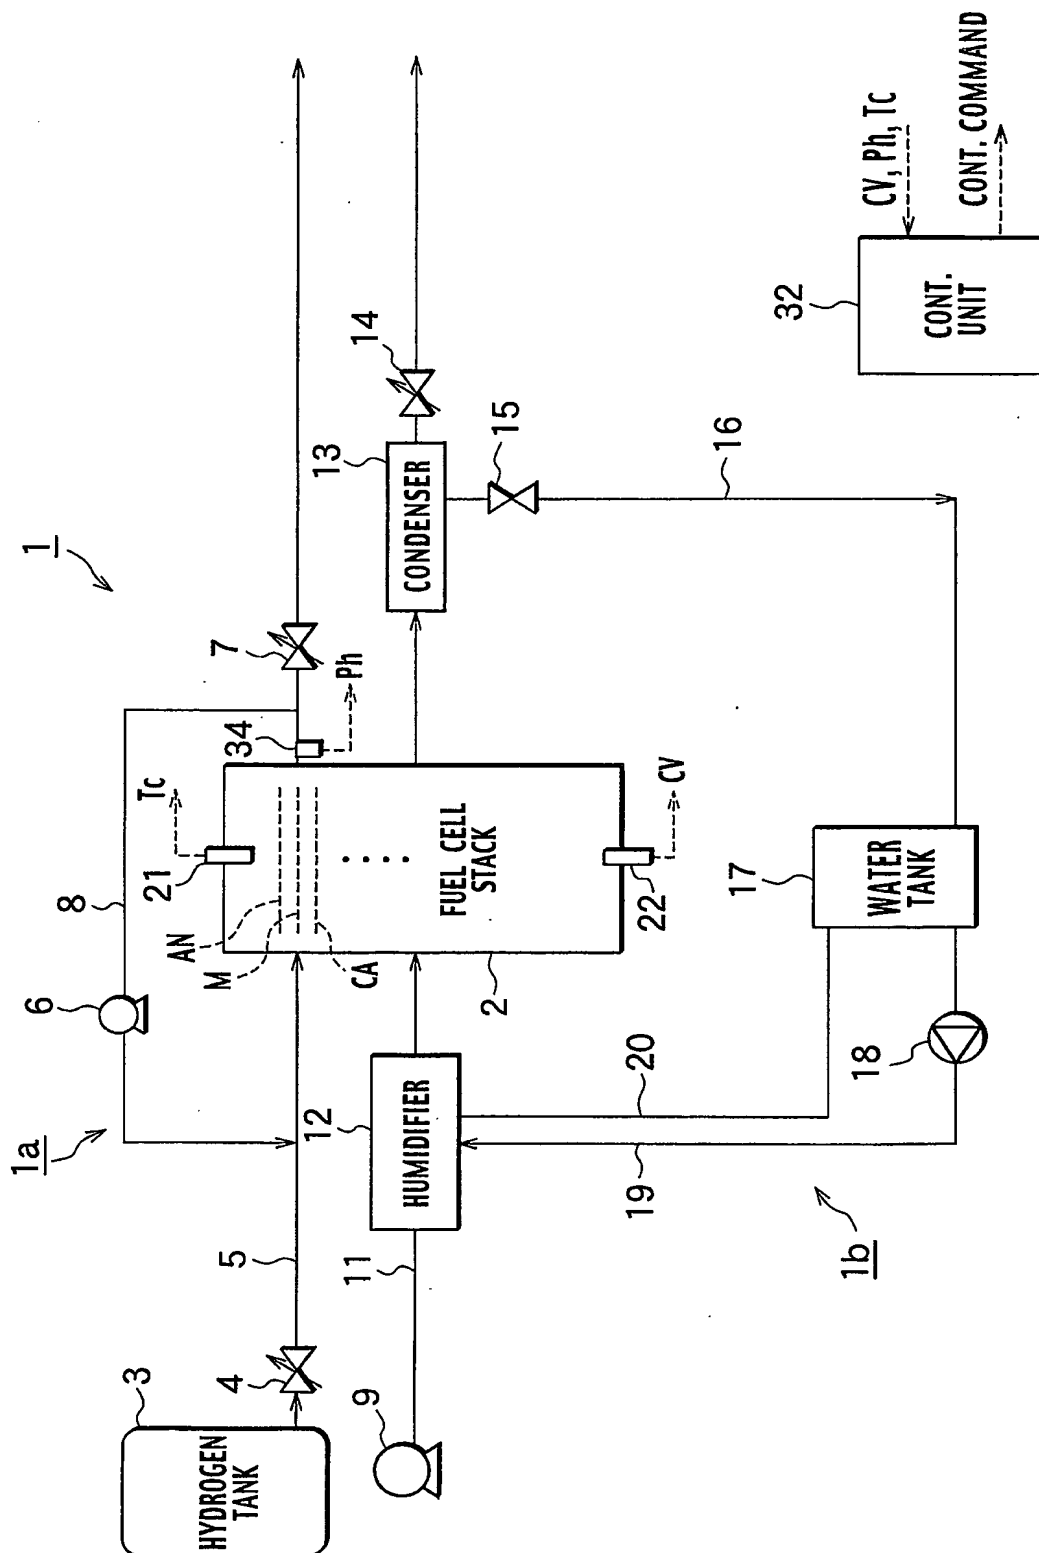 1
1a
8
6
Tc
21
AN
M
CA
7
34
Ph
14
13
CONDENSER
15
16
3
HYDROGEN
TANK
4
5
9
11
12
HUMIDIFIER
2
FUEL CELL
STACK
22
CV
20
19
18
17
WATER
TANK
1b
32
CONT.
UNIT
CV, Ph, Tc
CONT. COMMAND